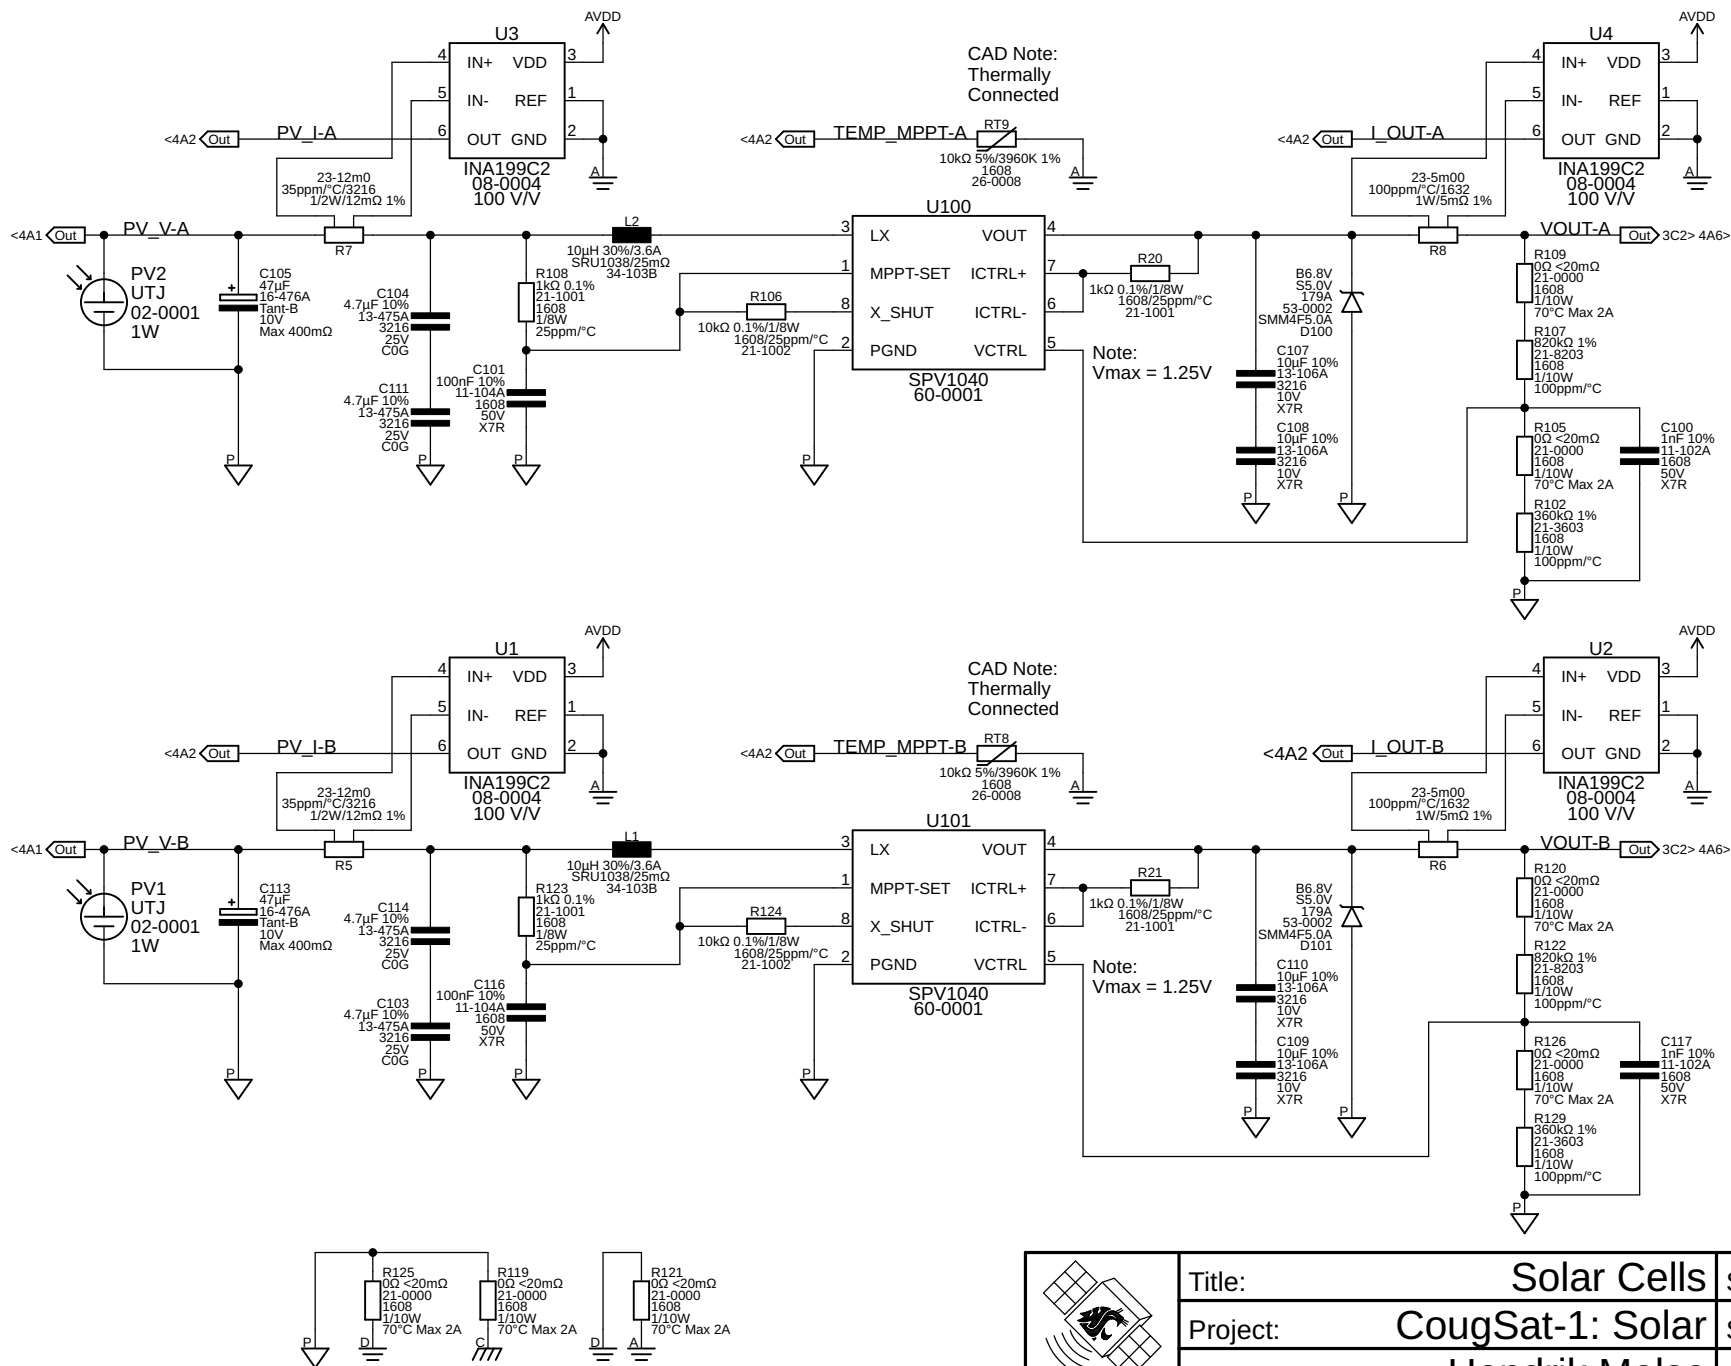 AVDD
U3
4 IN+ VDD 3
5 IN- REF 1
<4A2 Out PV_I-A 6 OUT GND 2
A
INA199C2
08-0004
100 V/V
23-12m0
35ppm/°C/3216
1/2W/12mΩ 1%
R7
CAD Note:
Thermally
Connected
<4A2 Out TEMP_MPPT-A RT9
10kΩ 5%/3960K 1%
1608
26-0008
A
AVDD
U4
4 IN+ VDD 3
5 IN- REF 1
<4A2 Out I_OUT-A 6 OUT GND 2
A
INA199C2
08-0004
100 V/V
23-5m00
100ppm/°C/1632
1W/5mΩ 1%
R8
<4A1 Out PV_V-A
PV2
UTJ
02-0001
1W
+
C105
47µF
16-476A
Tant-B
10V
Max 400mΩ
P
C104
4.7µF 10%
13-475A
3216
25V
C0G
C111
4.7µF 10%
13-475A
3216
25V
C0G
P
R108
1kΩ 0.1%
21-1001
1608
1/8W
25ppm/°C
C101
100nF 10%
11-104A
1608
50V
X7R
P
L2
10µH 30%/3.6A
SRU1038/25mΩ
34-103B
R106
10kΩ 0.1%/1/8W
1608/25ppm/°C
21-1002
P
U100
3 LX VOUT 4
1 MPPT-SET ICTRL+ 7
8 X_SHUT ICTRL- 6
2 PGND VCTRL 5
SPV1040
60-0001
R20
1kΩ 0.1%/1/8W
1608/25ppm/°C
21-1001
Note:
Vmax = 1.25V
C107
10µF 10%
13-106A
3216
10V
X7R
C108
10µF 10%
13-106A
3216
10V
X7R
P
B6.8V
S5.0V
179A
53-0002
SMM4F5.0A
D100
P
VOUT-A Out 3C2> 4A6>
R109
0Ω <20mΩ
21-0000
1608
1/10W
70°C Max 2A
R107
820kΩ 1%
21-8203
1608
1/10W
100ppm/°C
R105
0Ω <20mΩ
21-0000
1608
1/10W
70°C Max 2A
R102
360kΩ 1%
21-3603
1608
1/10W
100ppm/°C
C100
1nF 10%
11-102A
1608
50V
X7R
P
AVDD
U1
4 IN+ VDD 3
5 IN- REF 1
<4A2 Out PV_I-B 6 OUT GND 2
A
INA199C2
08-0004
100 V/V
23-12m0
35ppm/°C/3216
1/2W/12mΩ 1%
R5
CAD Note:
Thermally
Connected
<4A2 Out TEMP_MPPT-B RT8
10kΩ 5%/3960K 1%
1608
26-0008
A
AVDD
U2
4 IN+ VDD 3
5 IN- REF 1
<4A2 Out I_OUT-B 6 OUT GND 2
A
INA199C2
08-0004
100 V/V
23-5m00
100ppm/°C/1632
1W/5mΩ 1%
R6
<4A1 Out PV_V-B
PV1
UTJ
02-0001
1W
+
C113
47µF
16-476A
Tant-B
10V
Max 400mΩ
P
C114
4.7µF 10%
13-475A
3216
25V
C0G
C103
4.7µF 10%
13-475A
3216
25V
C0G
P
R123
1kΩ 0.1%
21-1001
1608
1/8W
25ppm/°C
C116
100nF 10%
11-104A
1608
50V
X7R
P
L1
10µH 30%/3.6A
SRU1038/25mΩ
34-103B
R124
10kΩ 0.1%/1/8W
1608/25ppm/°C
21-1002
P
U101
3 LX VOUT 4
1 MPPT-SET ICTRL+ 7
8 X_SHUT ICTRL- 6
2 PGND VCTRL 5
SPV1040
60-0001
R21
1kΩ 0.1%/1/8W
1608/25ppm/°C
21-1001
Note:
Vmax = 1.25V
C110
10µF 10%
13-106A
3216
10V
X7R
C109
10µF 10%
13-106A
3216
10V
X7R
P
B6.8V
S5.0V
179A
53-0002
SMM4F5.0A
D101
P
VOUT-B Out 3C2> 4A6>
R120
0Ω <20mΩ
21-0000
1608
1/10W
70°C Max 2A
R122
820kΩ 1%
21-8203
1608
1/10W
100ppm/°C
R126
0Ω <20mΩ
21-0000
1608
1/10W
70°C Max 2A
R129
360kΩ 1%
21-3603
1608
1/10W
100ppm/°C
C117
1nF 10%
11-102A
1608
50V
X7R
P
P
R125
0Ω <20mΩ
21-0000
1608
1/10W
70°C Max 2A
D
R119
0Ω <20mΩ
21-0000
1608
1/10W
70°C Max 2A
C
D
R121
0Ω <20mΩ
21-0000
1608
1/10W
70°C Max 2A
A
Title: Solar Cells
Project: CougSat-1: Solar